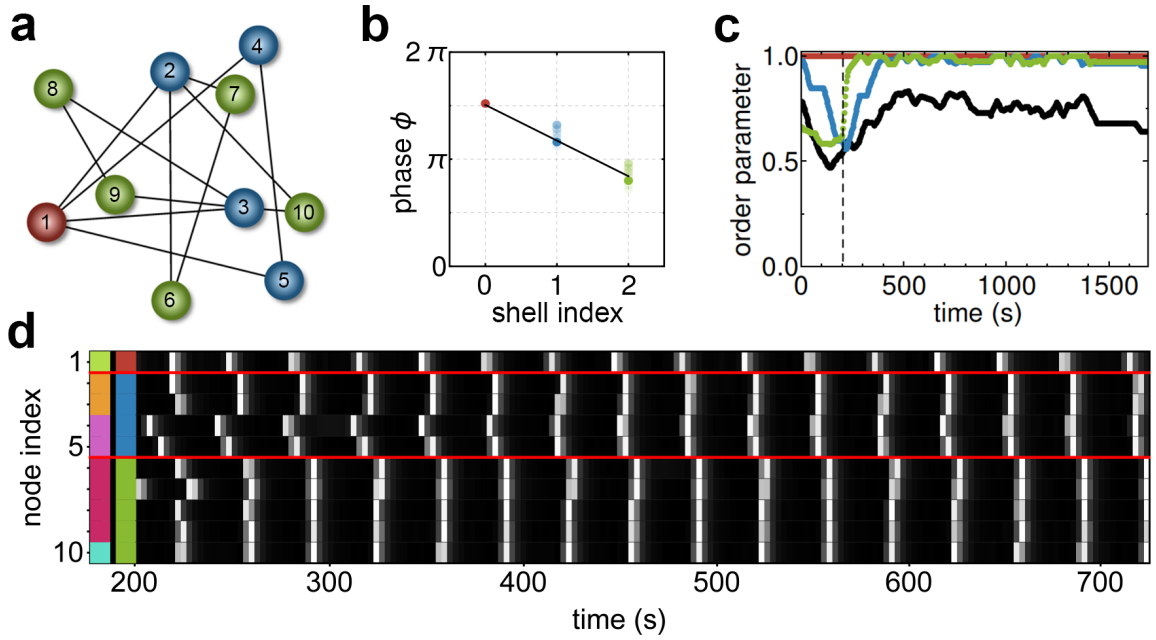 a
4
2
7
8
9
3
10
1
5
6
b
2 π
π
0
phase ϕ
0
1
2
shell index
c
1.0
0.5
0.0
order parameter
0
500
1000
1500
time (s)
d
1
5
10
node index
200
300
400
500
600
700
time (s)